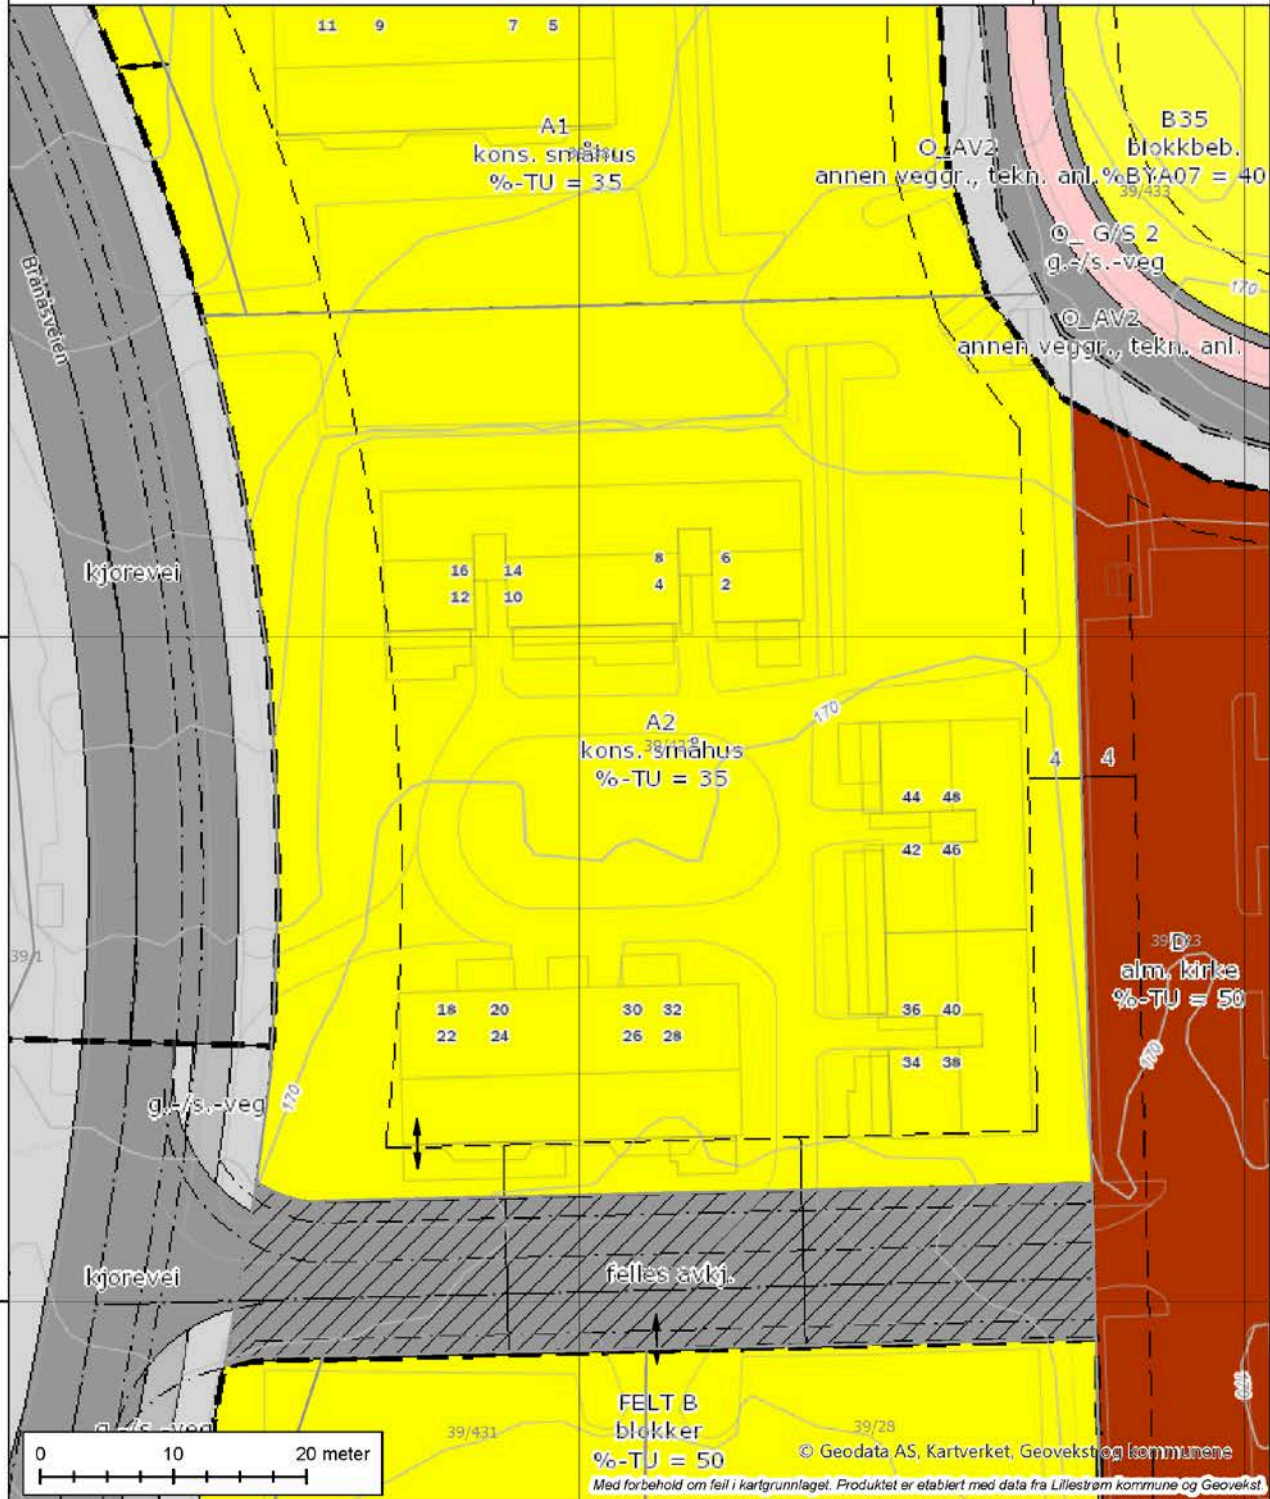 11 9 7 5
A1
kons. småhus
%-TU = 35
B35
blokkbeb.
%BYA07 = 40
39/433
O_AV2
annen veggr., tekn. anl.
O_ G/S 2
g.-/s.-veg
170
O_AV2
annen veggr., tekn. anl.
Branåsveien
kjørevei
16 14 8 6
12 10 4 2
170
A2
kons. småhus
%-TU = 35
4 4
44 48
42 46
39/1
D
alm. kirke
%-TU = 50
18 20 30 32 36 40
22 24 26 28 34 38
170
170
g.-/s.-veg
kjørevei
felles avkj.
170
FELT B
blokker
%-TU = 50
39/431
39/28
g.-/s.-veg
0 10 20 meter
© Geodata AS, Kartverket, Geovekst og kommunene
Med forbehold om feil i kartgrunnlaget. Produktet er etablert med data fra Lillestrøm kommune og Geovekst.